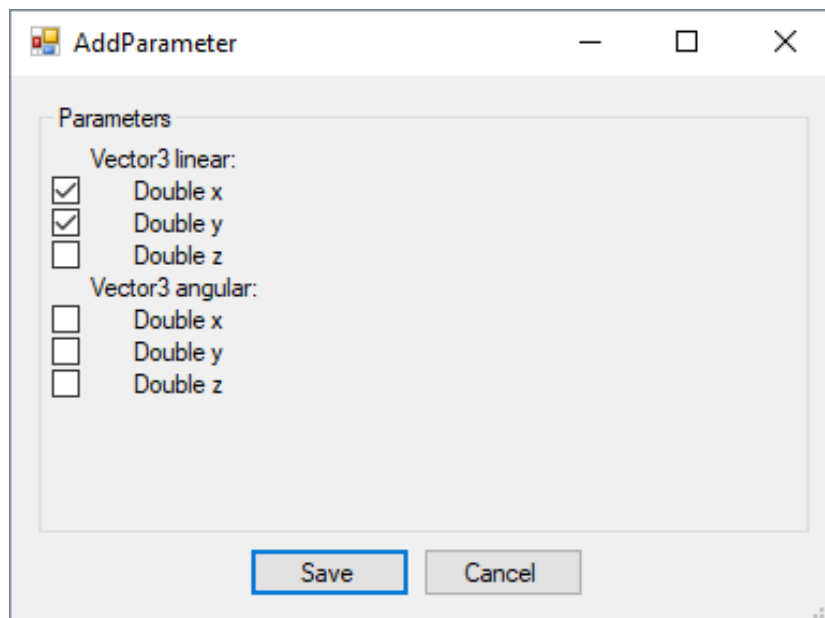 AddParameter
Parameters
Vector3 linear:
Double x
Double y
Double z
Vector3 angular:
Double x
Double y
Double z
Save Cancel